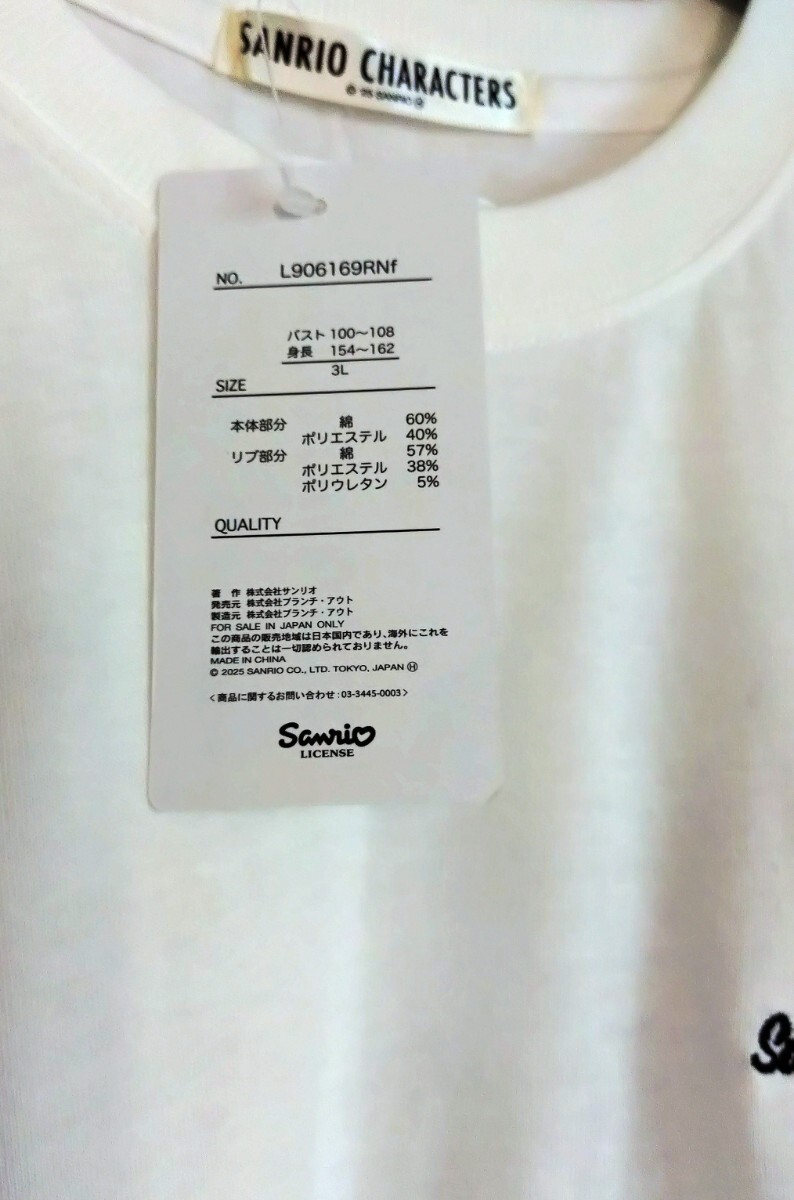 SANRIO CHARACTERS
© '25 SANRIO Ⓗ
NO. L906169RNf
バスト 100～108
身長 154～162
3L
SIZE
本体部分 綿 60%
ポリエステル 40%
リブ部分 綿 57%
ポリエステル 38%
ポリウレタン 5%
QUALITY
著 作 株式会社サンリオ
発売元 株式会社ブランチ・アウト
製造元 株式会社ブランチ・アウト
FOR SALE IN JAPAN ONLY
この商品の販売地域は日本国内であり、海外にこれを
輸出することは一切認められておりません。
MADE IN CHINA
© 2025 SANRIO CO., LTD. TOKYO, JAPAN Ⓗ
〈商品に関するお問い合わせ：03-3445-0003〉
Sanrio
LICENSE